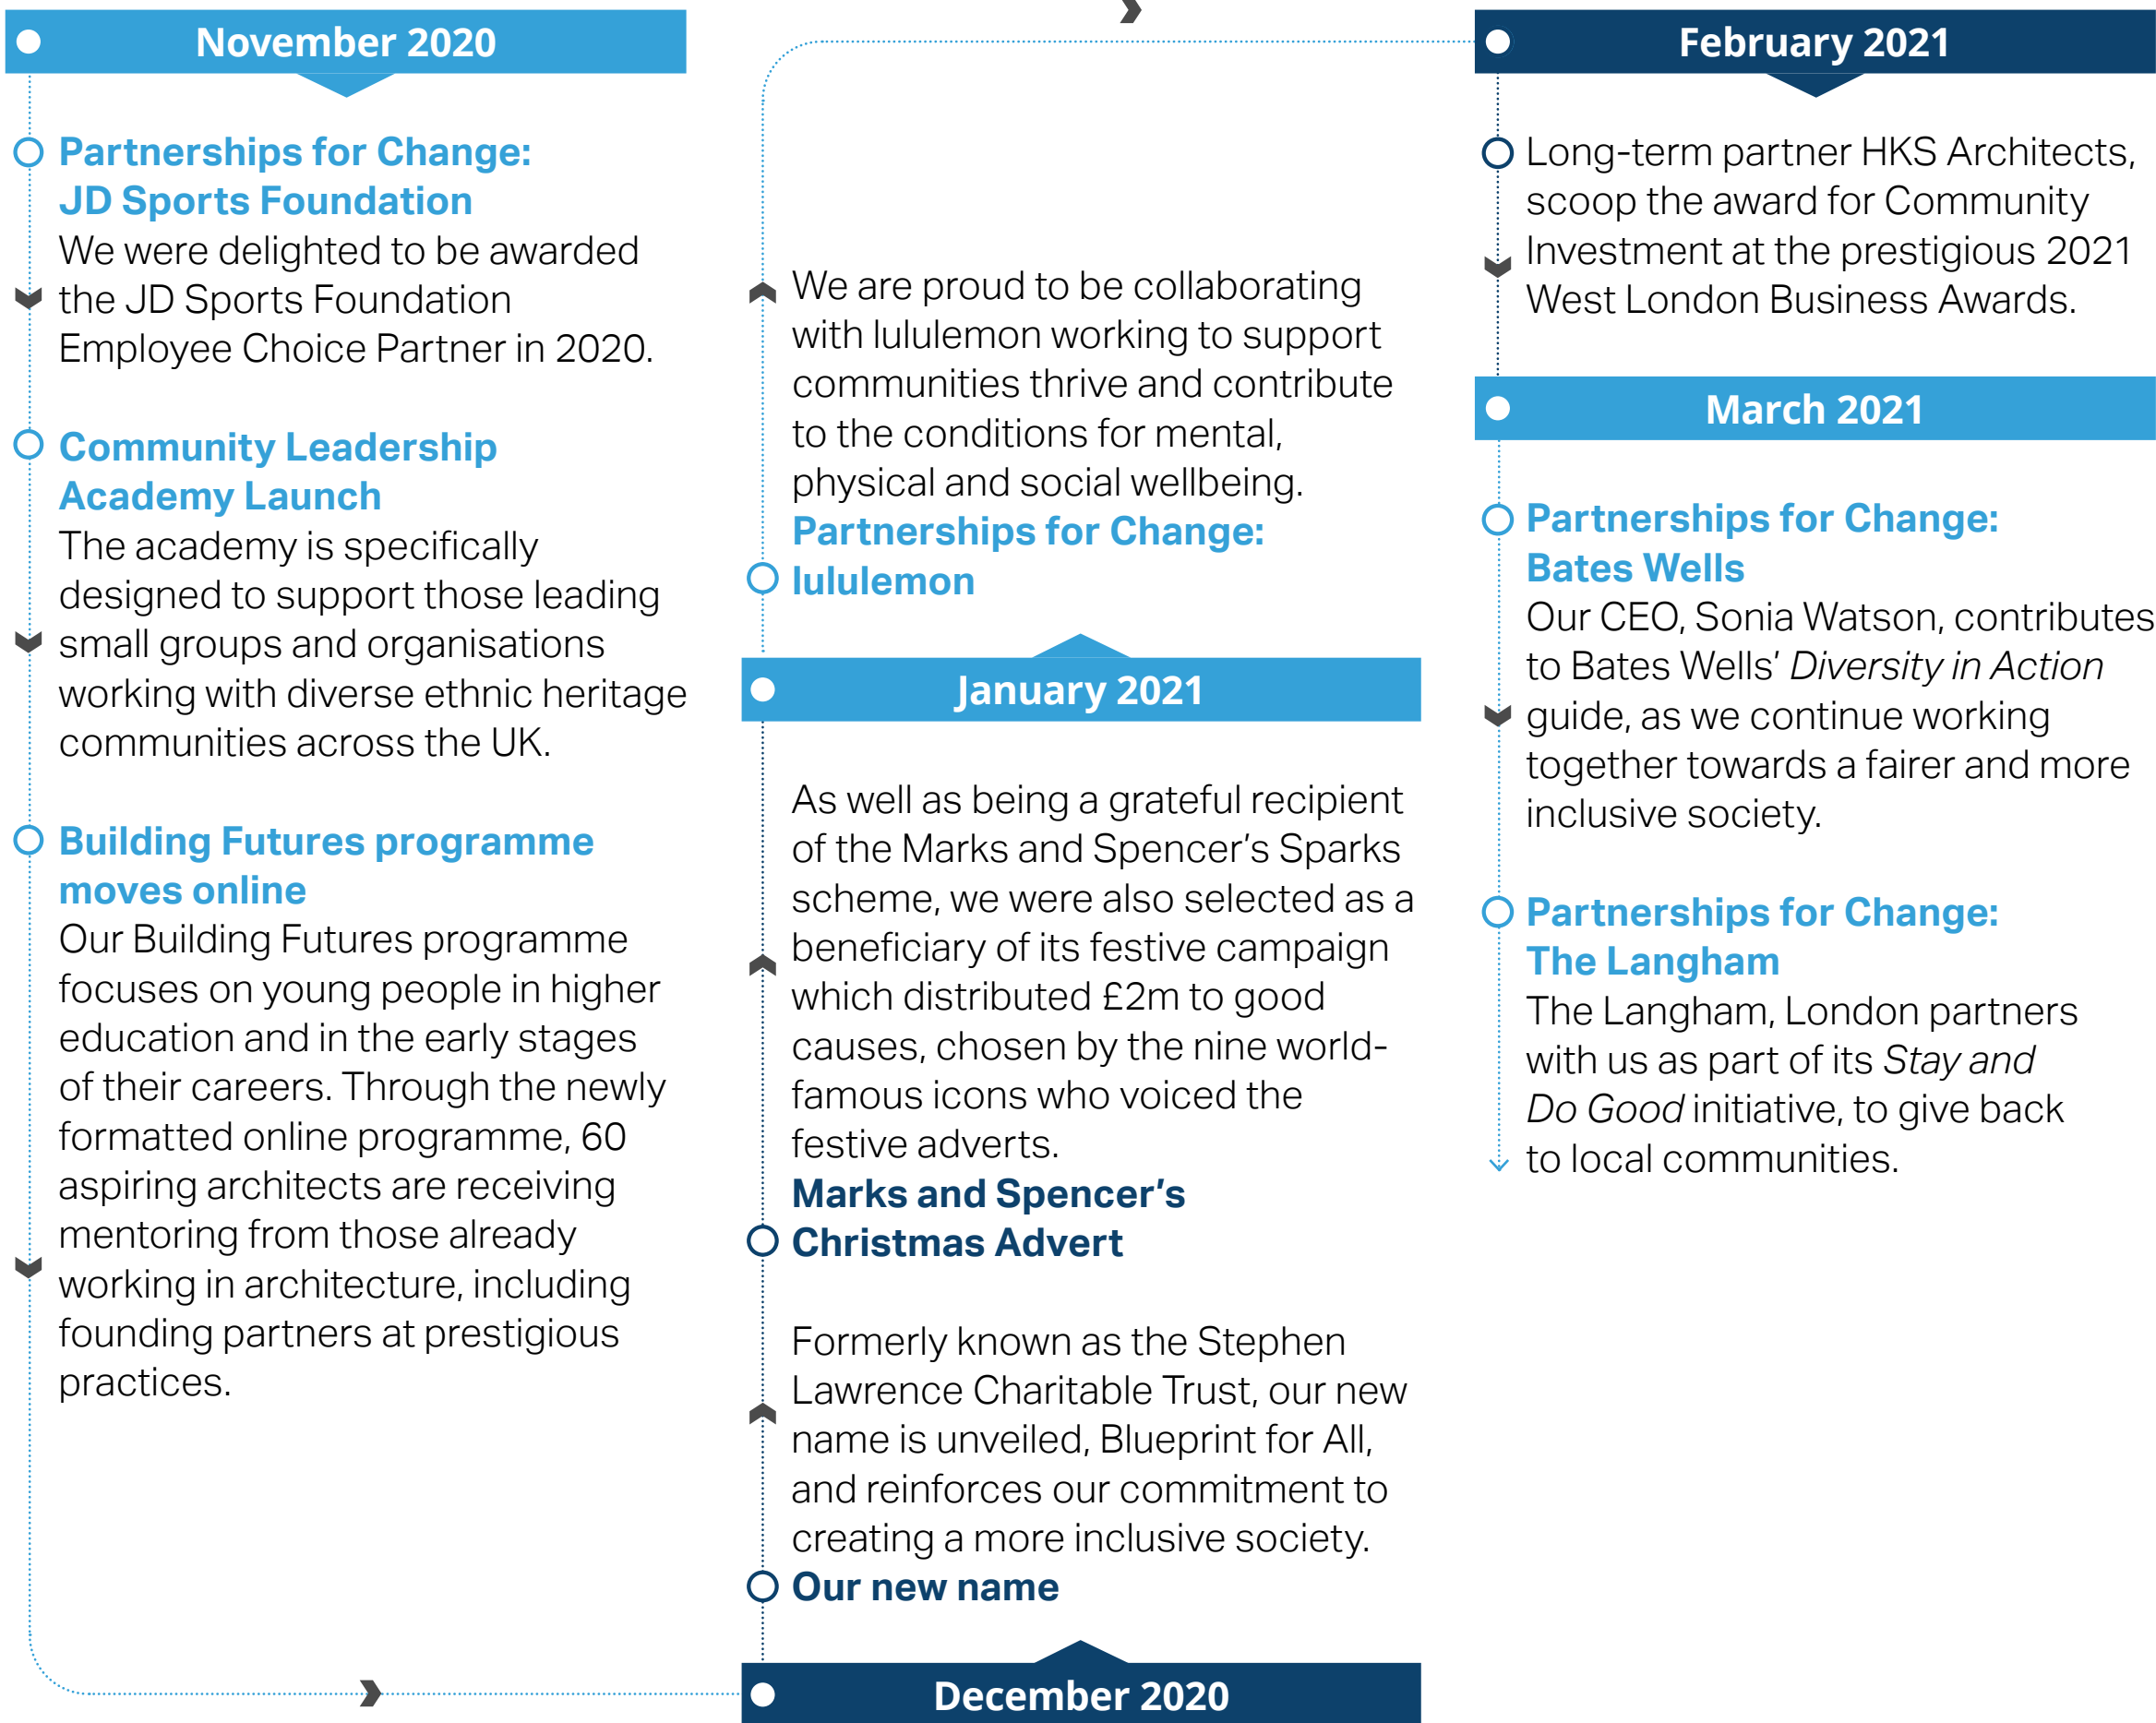 November 2020
Partnerships for Change:
JD Sports Foundation
We were delighted to be awarded
the JD Sports Foundation
Employee Choice Partner in 2020.
Community Leadership
Academy Launch
The academy is specifically
designed to support those leading
small groups and organisations
working with diverse ethnic heritage
communities across the UK.
Building Futures programme
moves online
Our Building Futures programme
focuses on young people in higher
education and in the early stages
of their careers. Through the newly
formatted online programme, 60
aspiring architects are receiving
mentoring from those already
working in architecture, including
founding partners at prestigious
practices.
We are proud to be collaborating
with lululemon working to support
communities thrive and contribute
to the conditions for mental,
physical and social wellbeing.
Partnerships for Change:
lululemon
January 2021
As well as being a grateful recipient
of the Marks and Spencer’s Sparks
scheme, we were also selected as a
beneficiary of its festive campaign
which distributed £2m to good
causes, chosen by the nine world-
famous icons who voiced the
festive adverts.
Marks and Spencer’s
Christmas Advert
Formerly known as the Stephen
Lawrence Charitable Trust, our new
name is unveiled, Blueprint for All,
and reinforces our commitment to
creating a more inclusive society.
Our new name
December 2020
February 2021
Long-term partner HKS Architects,
scoop the award for Community
Investment at the prestigious 2021
West London Business Awards.
March 2021
Partnerships for Change:
Bates Wells
Our CEO, Sonia Watson, contributes
to Bates Wells’ Diversity in Action
guide, as we continue working
together towards a fairer and more
inclusive society.
Partnerships for Change:
The Langham
The Langham, London partners
with us as part of its Stay and
Do Good initiative, to give back
to local communities.